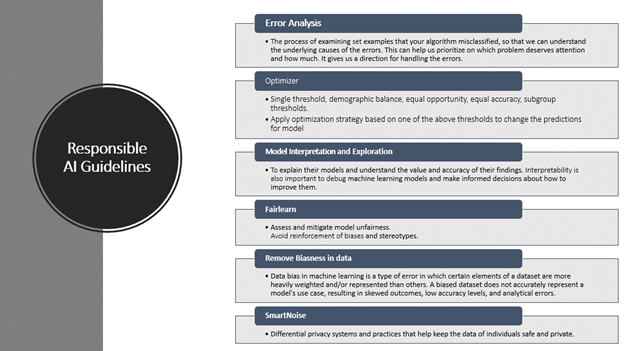 Responsible
AI Guidelines
Error Analysis
• The process of examining set examples that your algorithm misclassified, so that we can understand
the underlying causes of the errors. This can help us prioritize on which problem deserves attention
and how much. It gives us a direction for handling the errors.
Optimizer
• Single threshold, demographic balance, equal opportunity, equal accuracy, subgroup
thresholds.
• Apply optimization strategy based on one of the above thresholds to change the predictions
for model
Model Interpretation and Exploration
• To explain their models and understand the value and accuracy of their findings. Interpretability is
also important to debug machine learning models and make informed decisions about how to
improve them.
Fairlearn
• Assess and mitigate model unfairness.
Avoid reinforcement of biases and stereotypes.
Remove Biasness in data
• Data bias in machine learning is a type of error in which certain elements of a dataset are more
heavily weighted and/or represented than others. A biased dataset does not accurately represent a
model's use case, resulting in skewed outcomes, low accuracy levels, and analytical errors.
SmartNoise
• Differential privacy systems and practices that help keep the data of individuals safe and private.